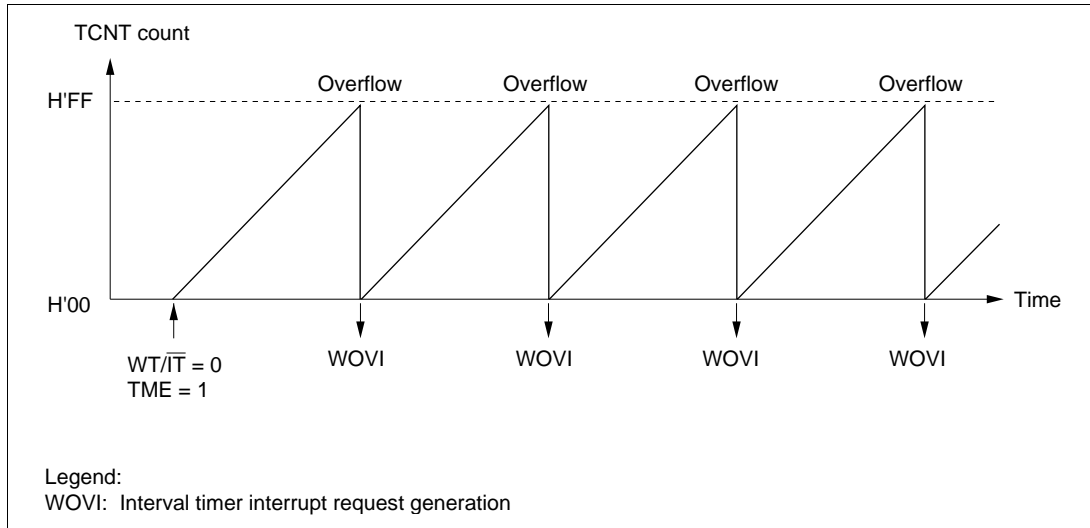 TCNT count
Overflow Overflow Overflow Overflow
H'FF
H'00
Time
WT/I̅T̅ = 0
TME = 1
WOVI WOVI WOVI WOVI
Legend:
WOVI: Interval timer interrupt request generation